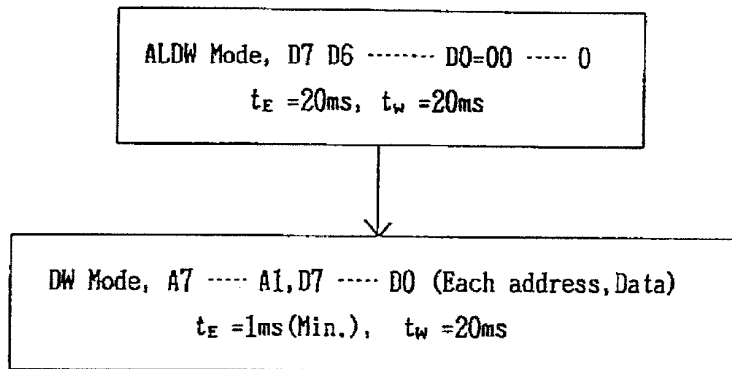 ALDW Mode, D7 D6 ········ D0=00 ····· 0
tE =20ms, tw =20ms
DW Mode, A7 ····· A1,D7 ····· D0 (Each address,Data)
tE =1ms(Min.), tw =20ms